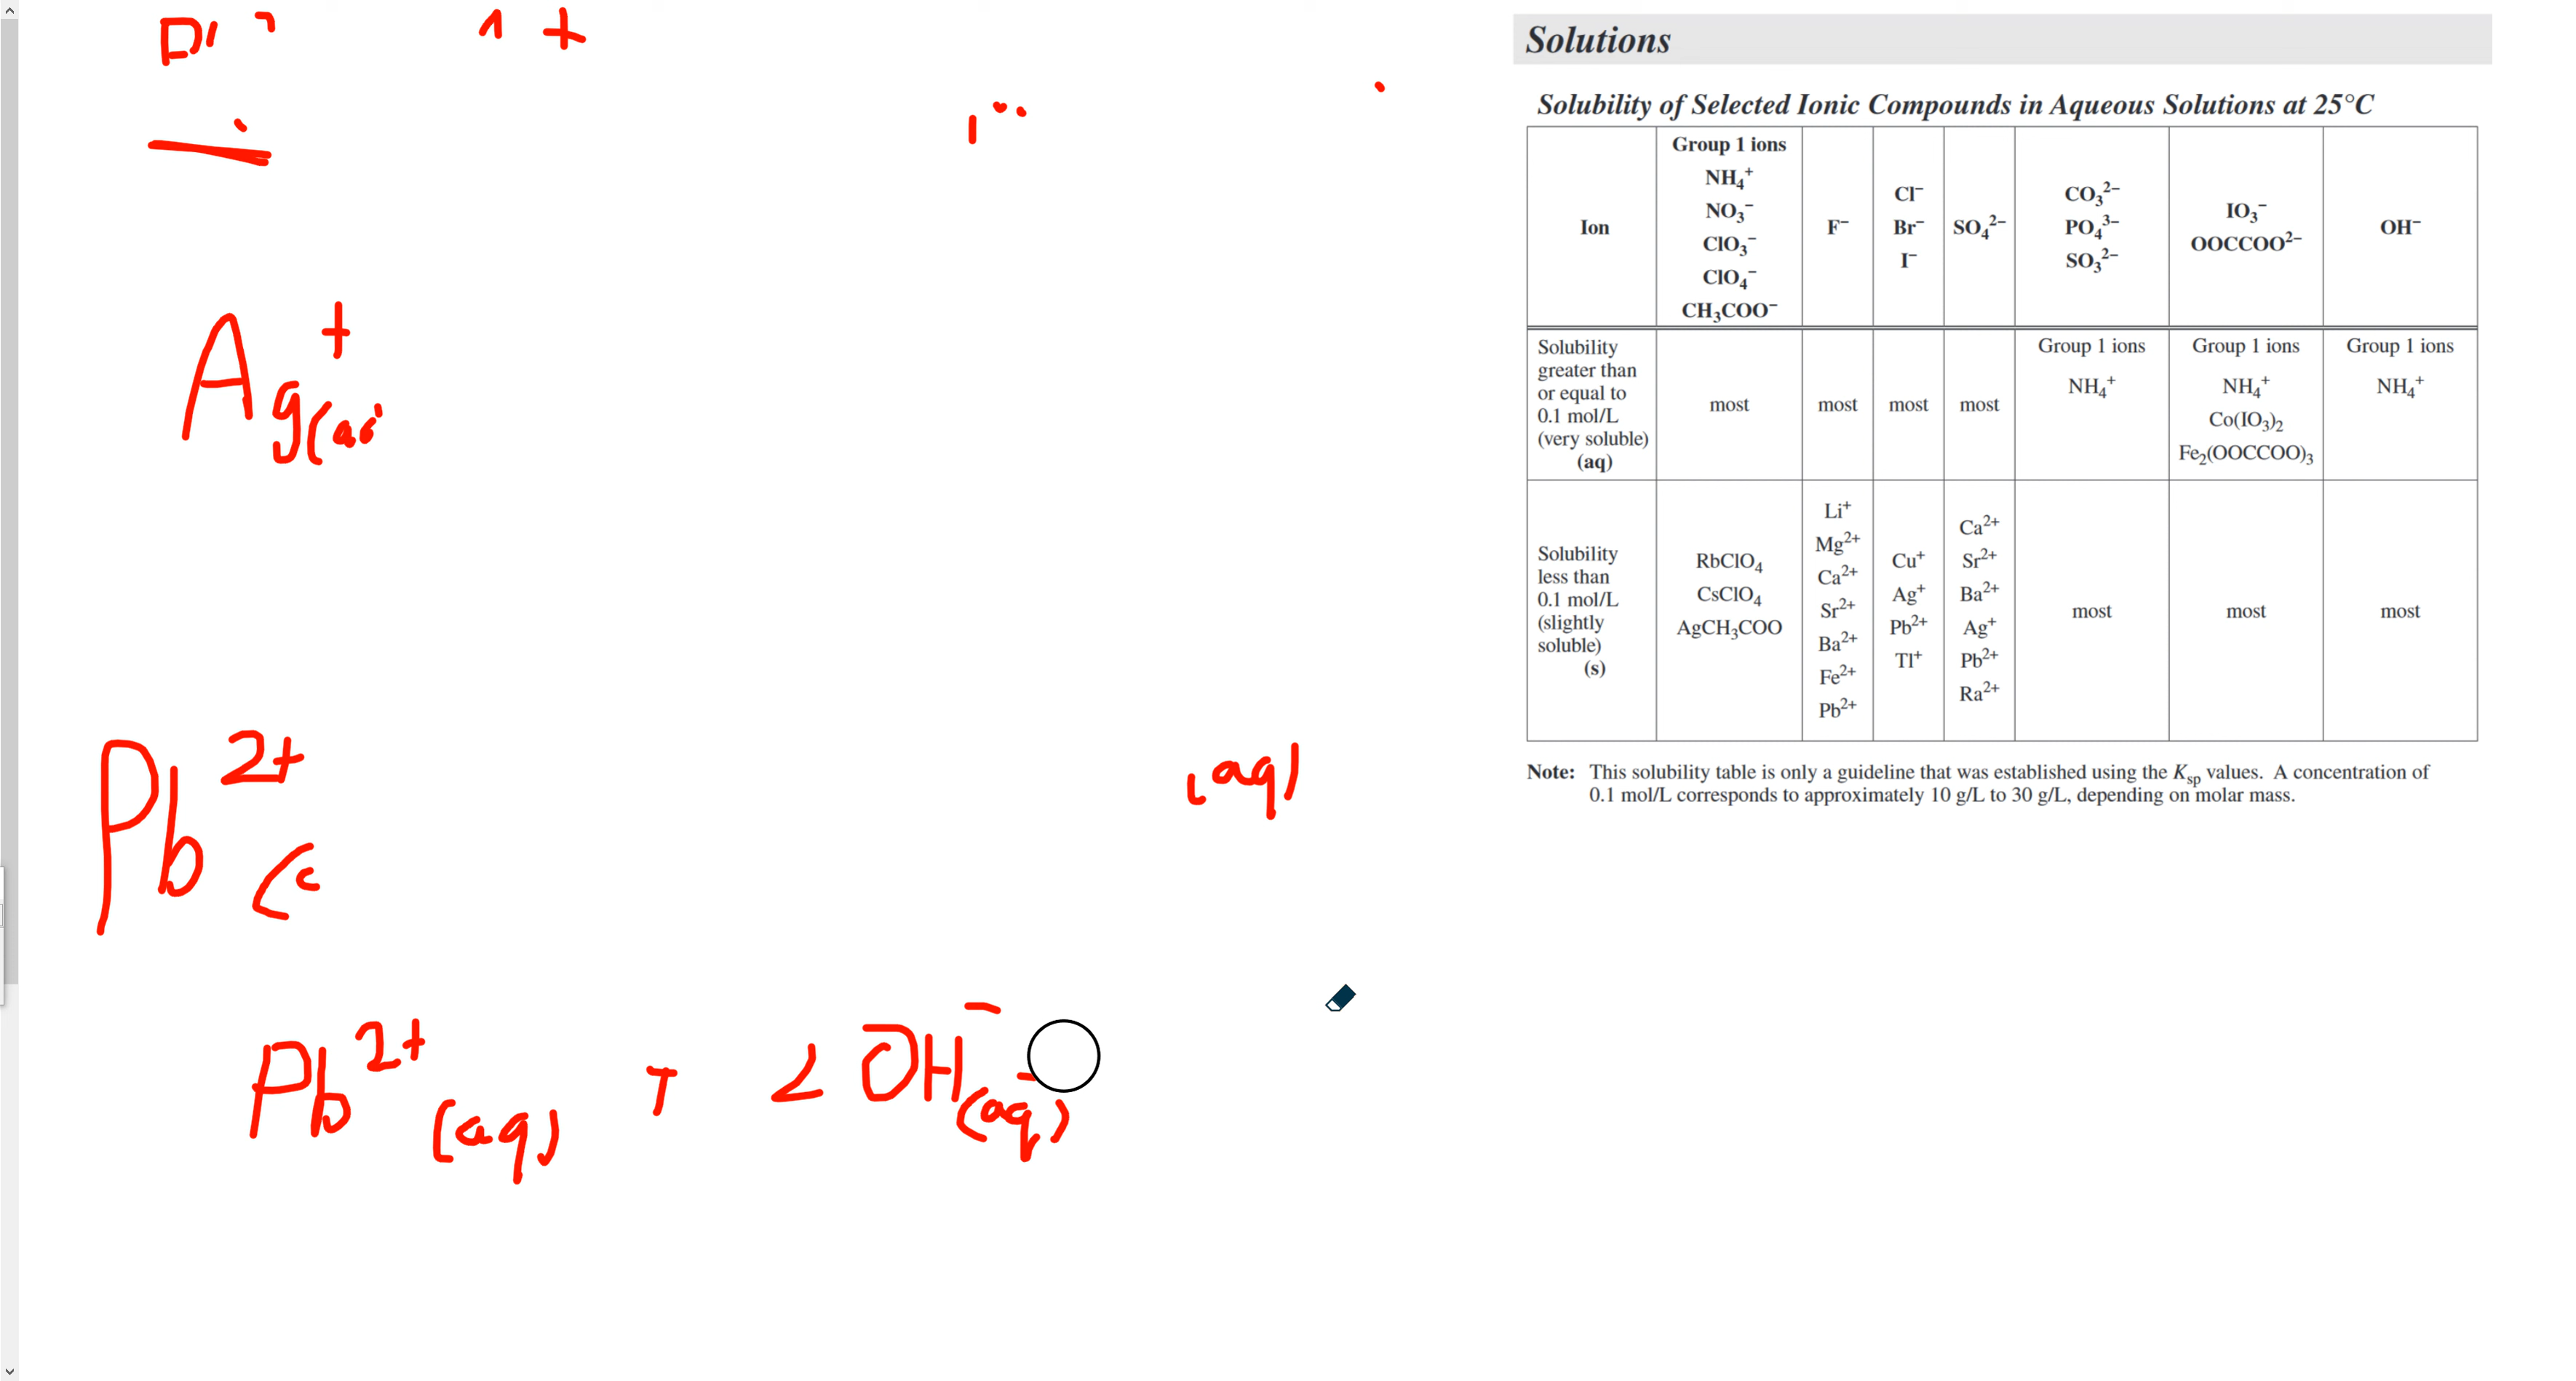 Solutions
Solubility of Selected Ionic Compounds in Aqueous Solutions at 25°C
Ion
Group 1 ions
NH₄⁺
NO₃⁻
ClO₃⁻
ClO₄⁻
CH₃COO⁻
F⁻
Cl⁻
Br⁻
I⁻
SO₄²⁻
CO₃²⁻
PO₄³⁻
SO₃²⁻
IO₃⁻
OOCCOO²⁻
OH⁻
Solubility
greater than
or equal to
0.1 mol/L
(very soluble)
(aq)
most
most
most
most
Group 1 ions
NH₄⁺
Group 1 ions
NH₄⁺
Co(IO₃)₂
Fe₂(OOCCOO)₃
Group 1 ions
NH₄⁺
Solubility
less than
0.1 mol/L
(slightly
soluble)
(s)
RbClO₄
CsClO₄
AgCH₃COO
Li⁺
Mg²⁺
Ca²⁺
Sr²⁺
Ba²⁺
Fe²⁺
Pb²⁺
Cu⁺
Ag⁺
Pb²⁺
Tl⁺
Ca²⁺
Sr²⁺
Ba²⁺
Ag⁺
Pb²⁺
Ra²⁺
most
most
most
Note: This solubility table is only a guideline that was established using the Kₛₚ values. A concentration of
0.1 mol/L corresponds to approximately 10 g/L to 30 g/L, depending on molar mass.
Ag⁺
Pb²⁺
(aq)
Pb²⁺(aq) + 2 OH⁻(aq)